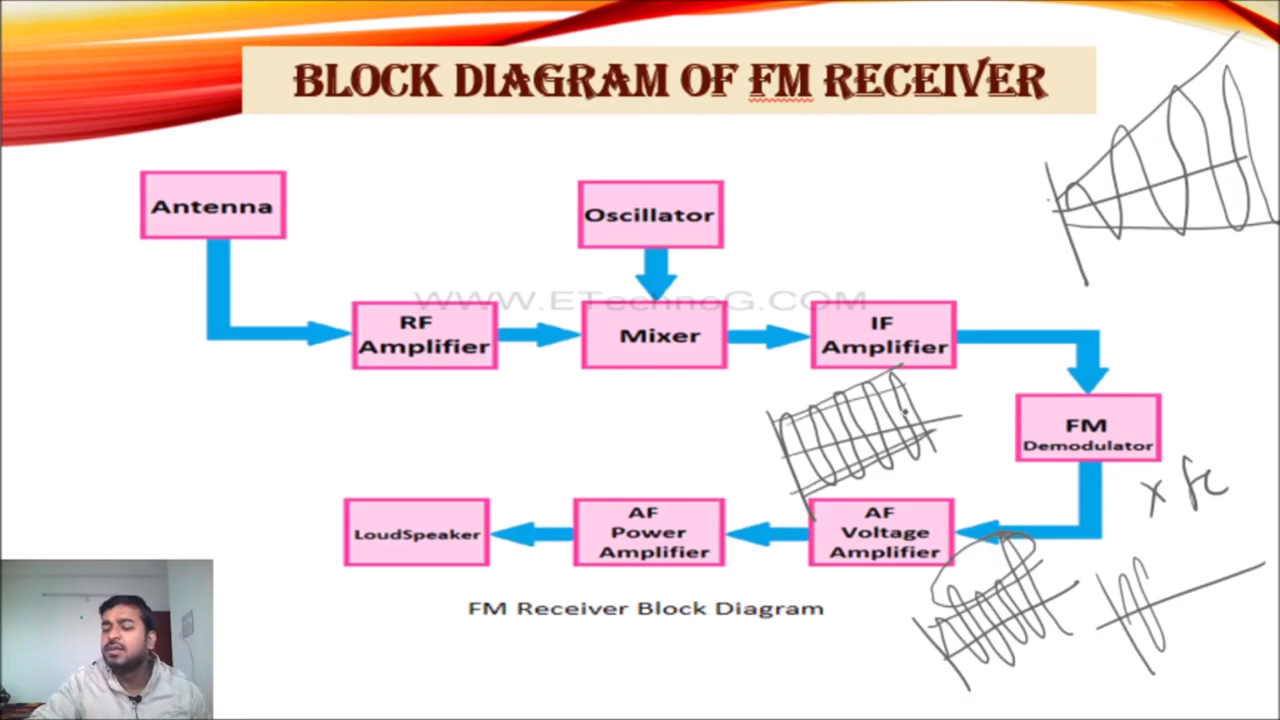 BLOCK DIAGRAM OF FM RECEIVER
Antenna
Oscillator
WWW.ETechnoG.COM
RF
Amplifier
Mixer
IF
Amplifier
FM
Demodulator
x fc
LoudSpeaker
AF
Power
Amplifier
AF
Voltage
Amplifier
FM Receiver Block Diagram